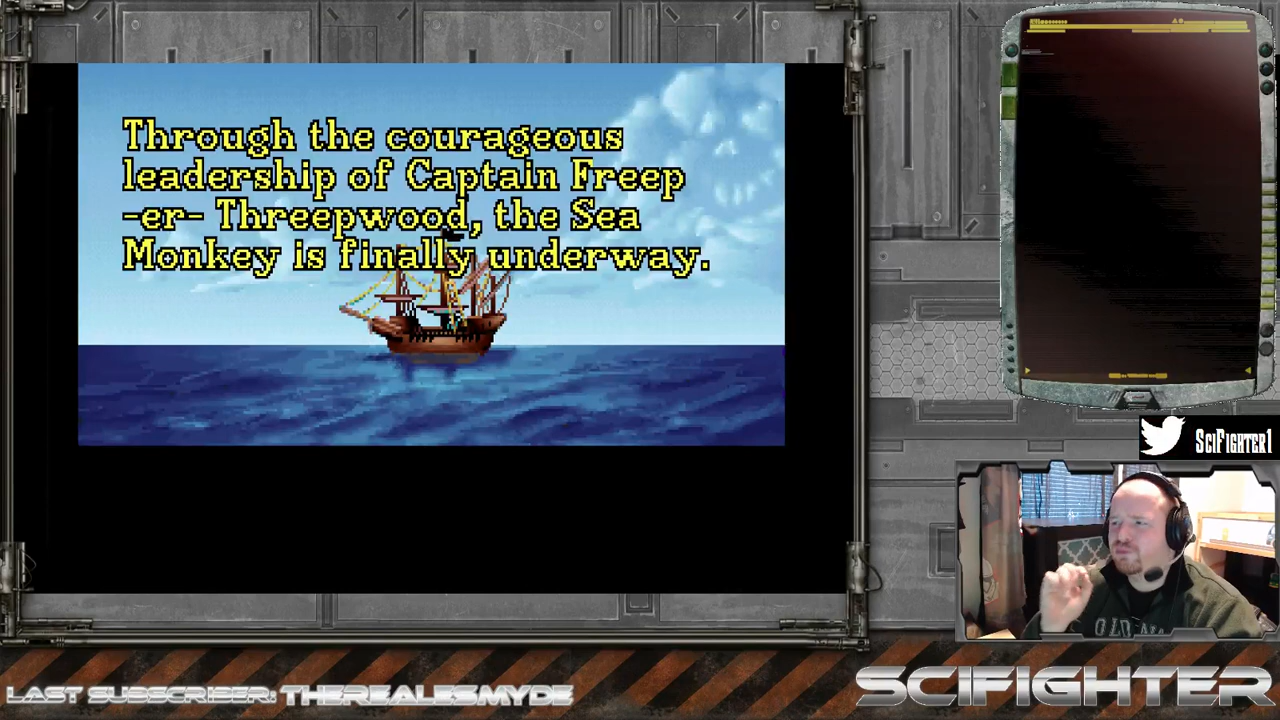 Through the courageous
leadership of Captain Freep
-er- Threepwood, the Sea
Monkey is finally underway.
SCIFIGHTER1
LAST SUBSCRIBER: THEREALESMYDE
SCIFIGHTER